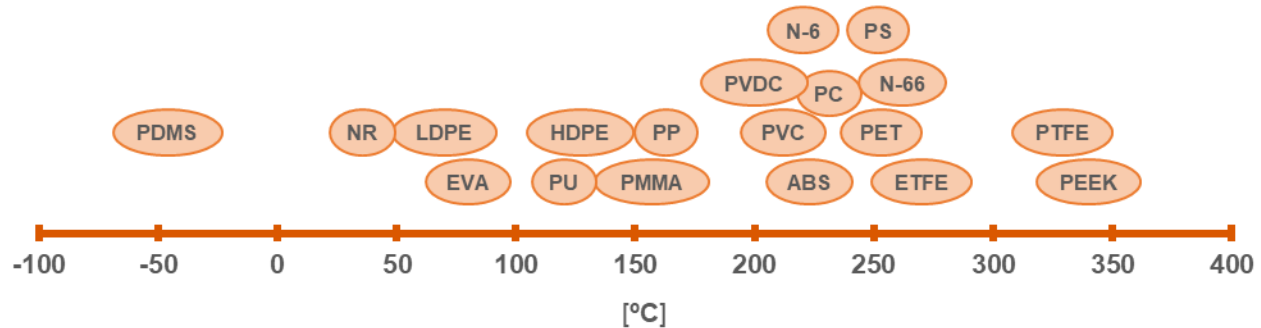 N-6 PS
PVDC PC N-66
PDMS NR LDPE HDPE PP PVC PET PTFE
EVA PU PMMA ABS ETFE PEEK
-100 -50 0 50 100 150 200 250 300 350 400
[ºC]